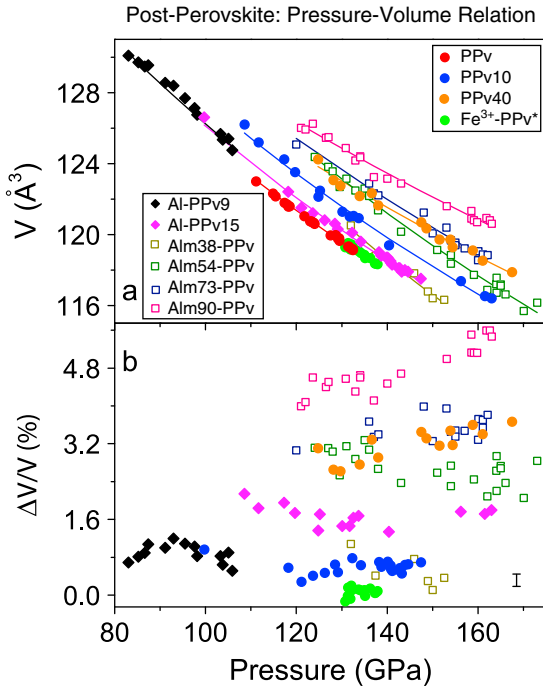 Post-Perovskite: Pressure-Volume Relation
PPv
PPv10
PPv40
Fe³⁺-PPv*
128
124
120
116
V (Å³)
Al-PPv9
Al-PPv15
Alm38-PPv
Alm54-PPv
Alm73-PPv
Alm90-PPv
a
b
4.8
3.2
1.6
0.0
ΔV/V (%)
80 100 120 140 160
Pressure (GPa)